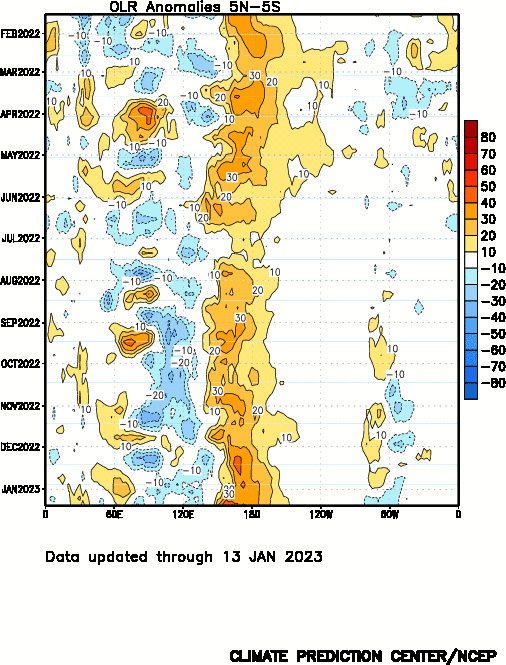 OLR Anomalies 5N-5S
FEB2022
MAR2022
APR2022
MAY2022
JUN2022
JUL2022
AUG2022
SEP2022
OCT2022
NOV2022
DEC2022
JAN2023
0 60E 120E 180 120W 60W 0
80
70
60
50
40
30
20
10
-10
-20
-30
-40
-50
-60
-70
-80
Data updated through 13 JAN 2023
CLIMATE PREDICTION CENTER/NCEP